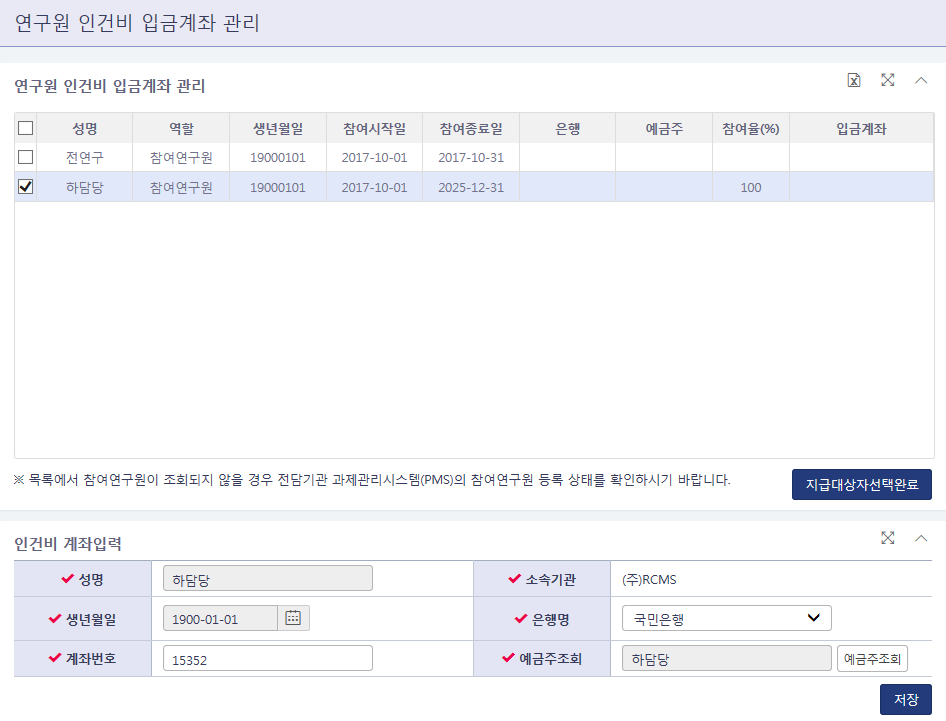 연구원 인건비 입금계좌 관리
연구원 인건비 입금계좌 관리
성명 역할 생년월일 참여시작일 참여종료일 은행 예금주 참여율(%) 입금계좌
전연구 참여연구원 19000101 2017-10-01 2017-10-31
하담당 참여연구원 19000101 2017-10-01 2025-12-31 100
※ 목록에서 참여연구원이 조회되지 않을 경우 전담기관 과제관리시스템(PMS)의 참여연구원 등록 상태를 확인하시기 바랍니다.
지급대상자선택완료
인건비 계좌입력
성명 하담당 소속기관 (주)RCMS
생년월일 1900-01-01 은행명 국민은행
계좌번호 15352 예금주조회 하담당 예금주조회
저장